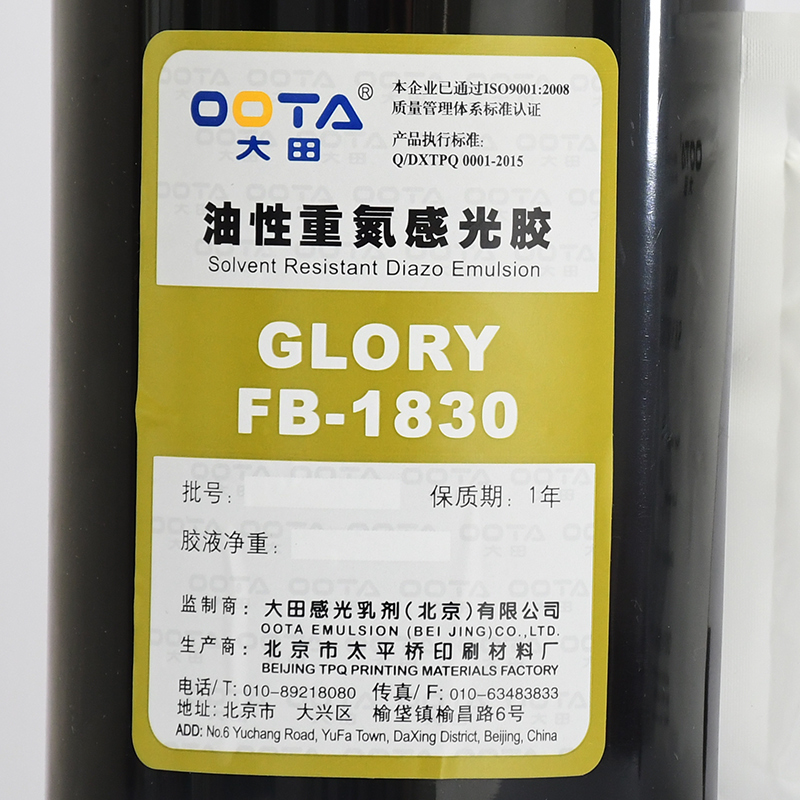 OOTA®
大田
本企业已通过ISO9001:2008
质量管理体系标准认证
产品执行标准:
Q/DXTPQ 0001-2015
油性重氮感光胶
Solvent Resistant Diazo Emulsion
GLORY
FB-1830
批号: 保质期: 1年
胶液净重:
监制商: 大田感光乳剂(北京)有限公司
OOTA EMULSION (BEI JING)CO.,LTD.
生产商: 北京市太平桥印刷材料厂
BEIJING TPQ PRINTING MATERIALS FACTORY
电话/ T: 010-89218080 传真/ F: 010-63483833
地址: 北京市 大兴区 榆垡镇榆昌路6号
ADD: No.6 Yuchang Road, YuFa Town, DaXing District, Beijing, China